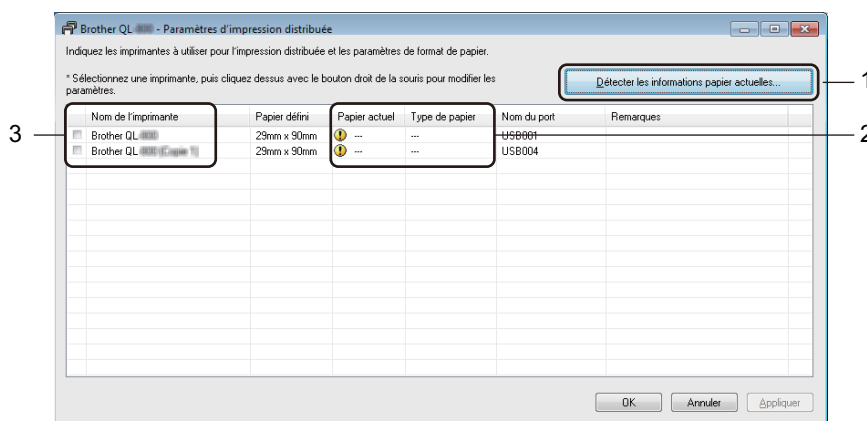 Brother QL - Paramètres d'impression distribuée
Indiquez les imprimantes à utiliser pour l'impression distribuée et les paramètres de format de papier.
* Sélectionnez une imprimante, puis cliquez dessus avec le bouton droit de la souris pour modifier les
paramètres.
Détecter les informations papier actuelles...
1
Nom de l'imprimante Papier défini Papier actuel Type de papier Nom du port Remarques
3
Brother QL 29mm x 90mm --- --- USB001
2
Brother QL 29mm x 90mm --- --- USB004
OK Annuler Appliquer